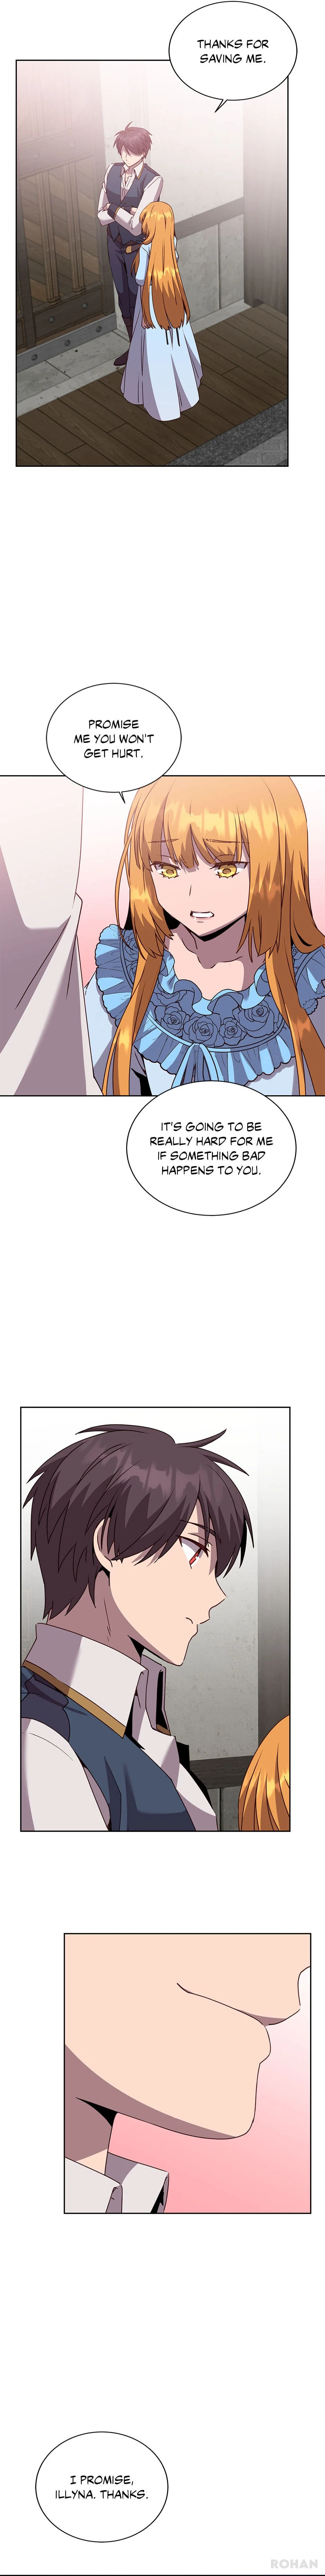 THANKS FOR
SAVING ME.
PROMISE
ME YOU WON'T
GET HURT.
IT'S GOING TO BE
REALLY HARD FOR ME
IF SOMETHING BAD
HAPPENS TO YOU.
I PROMISE,
ILLYNA. THANKS.
ROHAN